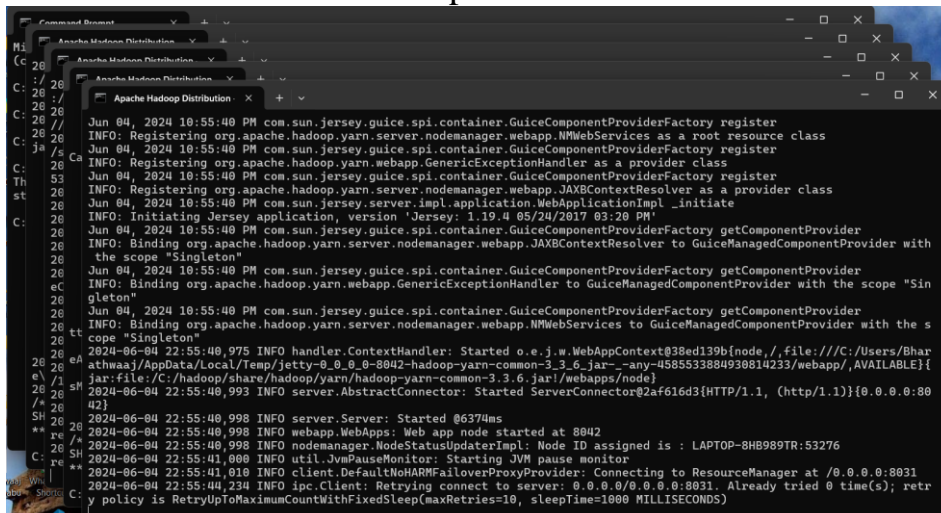 Command Prompt
Apache Hadoop Distribution
Apache Hadoop Distribution
Apache Hadoop Distribution
Apache Hadoop Distribution
Jun 04, 2024 10:55:40 PM com.sun.jersey.guice.spi.container.GuiceComponentProviderFactory register
INFO: Registering org.apache.hadoop.yarn.server.nodemanager.webapp.NMWebServices as a root resource class
Jun 04, 2024 10:55:40 PM com.sun.jersey.guice.spi.container.GuiceComponentProviderFactory register
INFO: Registering org.apache.hadoop.yarn.webapp.GenericExceptionHandler as a provider class
Jun 04, 2024 10:55:40 PM com.sun.jersey.guice.spi.container.GuiceComponentProviderFactory register
INFO: Registering org.apache.hadoop.yarn.server.nodemanager.webapp.JAXBContextResolver as a provider class
Jun 04, 2024 10:55:40 PM com.sun.jersey.server.impl.application.WebApplicationImpl _initiate
INFO: Initiating Jersey application, version 'Jersey: 1.19.4 05/24/2017 03:20 PM'
Jun 04, 2024 10:55:40 PM com.sun.jersey.guice.spi.container.GuiceComponentProviderFactory getComponentProvider
INFO: Binding org.apache.hadoop.yarn.server.nodemanager.webapp.JAXBContextResolver to GuiceManagedComponentProvider with
the scope "Singleton"
Jun 04, 2024 10:55:40 PM com.sun.jersey.guice.spi.container.GuiceComponentProviderFactory getComponentProvider
INFO: Binding org.apache.hadoop.yarn.webapp.GenericExceptionHandler to GuiceManagedComponentProvider with the scope "Sin
gleton"
Jun 04, 2024 10:55:40 PM com.sun.jersey.guice.spi.container.GuiceComponentProviderFactory getComponentProvider
INFO: Binding org.apache.hadoop.yarn.server.nodemanager.webapp.NMWebServices to GuiceManagedComponentProvider with the s
cope "Singleton"
2024-06-04 22:55:40,975 INFO handler.ContextHandler: Started o.e.j.w.WebAppContext@38ed139b{node,/,file:///C:/Users/Bhar
athwaaj/AppData/Local/Temp/jetty-0_0_0_0-8042-hadoop-yarn-common-3_3_6_jar-_-any-4585533884930814233/webapp/,AVAILABLE}{
jar:file:/C:/hadoop/share/hadoop/yarn/hadoop-yarn-common-3.3.6.jar!/webapps/node}
2024-06-04 22:55:40,993 INFO server.AbstractConnector: Started ServerConnector@2af616d3{HTTP/1.1, (http/1.1)}{0.0.0.0:80
42}
2024-06-04 22:55:40,998 INFO server.Server: Started @6374ms
2024-06-04 22:55:40,998 INFO webapp.WebApps: Web app node started at 8042
2024-06-04 22:55:40,998 INFO nodemanager.NodeStatusUpdaterImpl: Node ID assigned is : LAPTOP-8HB989TR:53276
2024-06-04 22:55:41,000 INFO util.JvmPauseMonitor: Starting JVM pause monitor
2024-06-04 22:55:41,010 INFO client.DefaultNoHARMFailoverProxyProvider: Connecting to ResourceManager at /0.0.0.0:8031
2024-06-04 22:55:44,234 INFO ipc.Client: Retrying connect to server: 0.0.0.0/0.0.0.0:8031. Already tried 0 time(s); retr
y policy is RetryUpToMaximumCountWithFixedSleep(maxRetries=10, sleepTime=1000 MILLISECONDS)